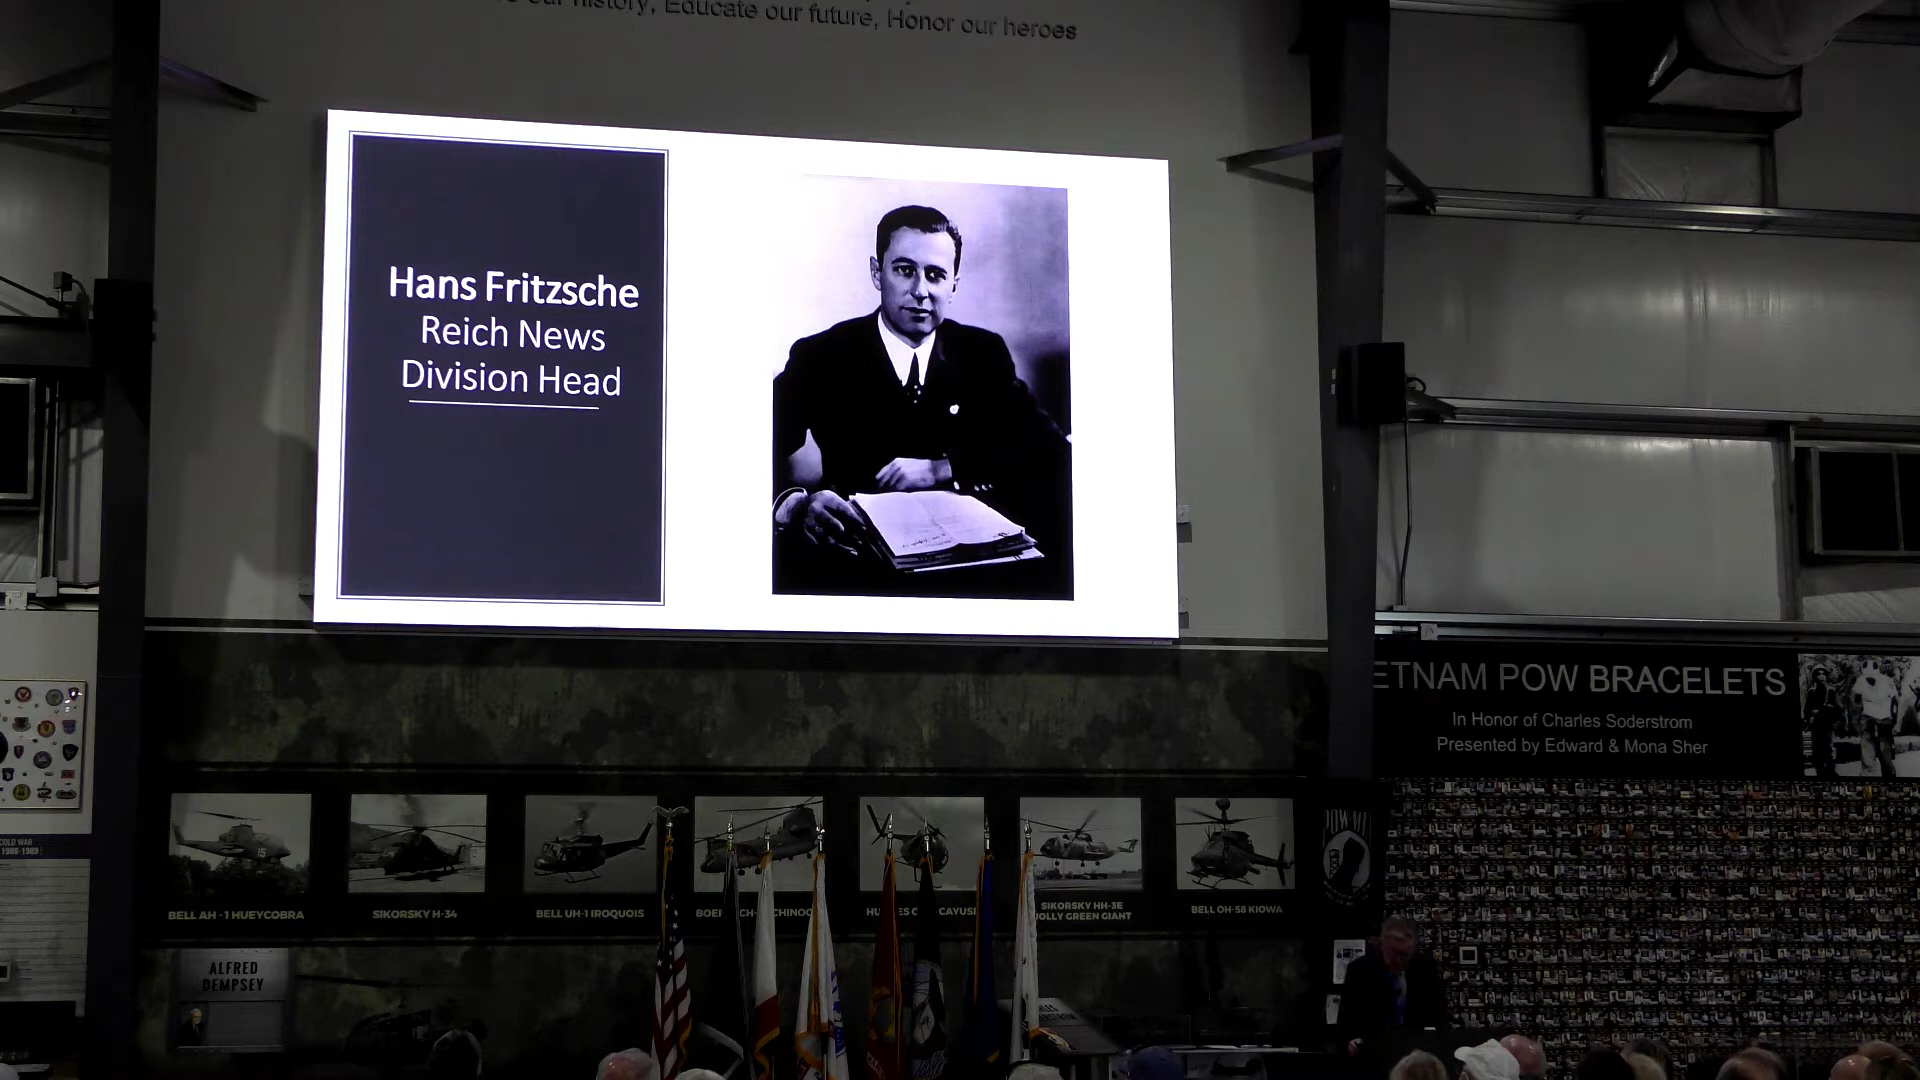 our history, Educate our future, Honor our heroes
Hans Fritzsche
Reich News
Division Head
ETNAM POW BRACELETS
In Honor of Charles Soderstrom
Presented by Edward & Mona Sher
COLD WAR
BELL AH - 1 HUEYCOBRA
SIKORSKY H-34
BELL UH-1 IROQUOIS
SIKORSKY HH-3E
JOLLY GREEN GIANT
BELL OH-58 KIOWA
ALFRED
DEMPSEY